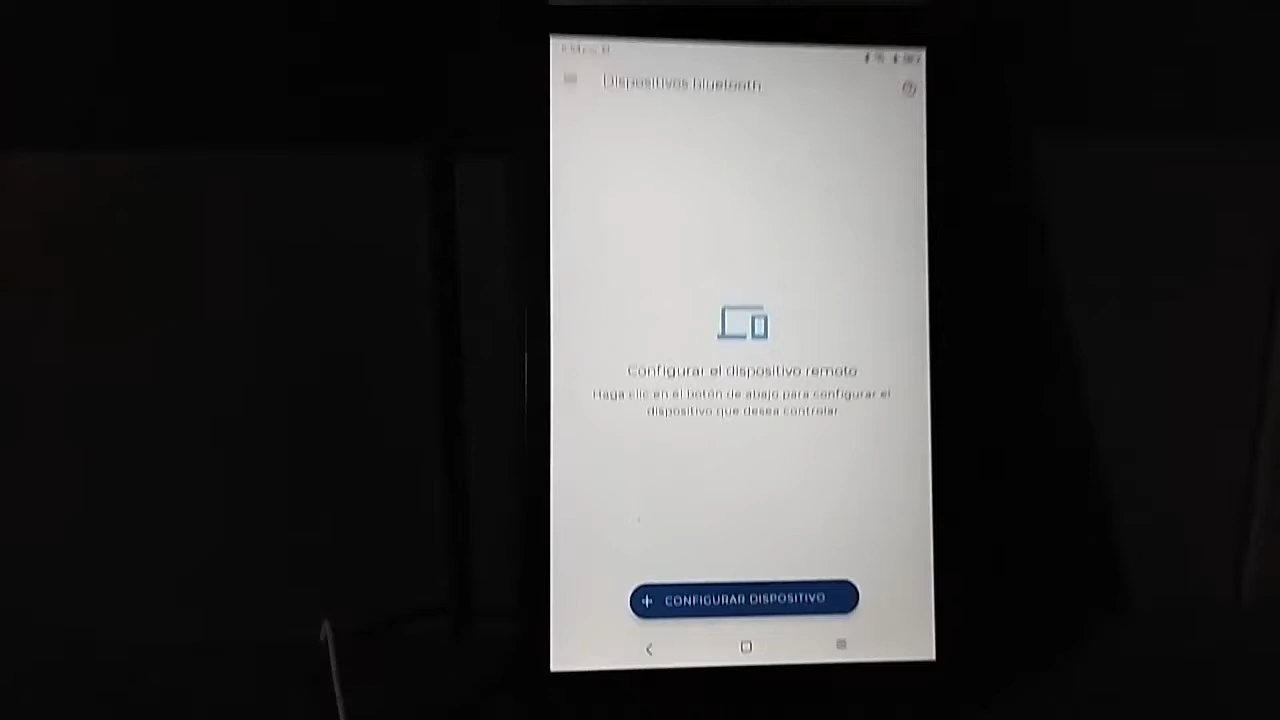 Dispositivos bluetooth
Configurar el dispositivo remoto
Haga clic en el botón de abajo para configurar el
dispositivo que desea controlar
+ CONFIGURAR DISPOSITIVO